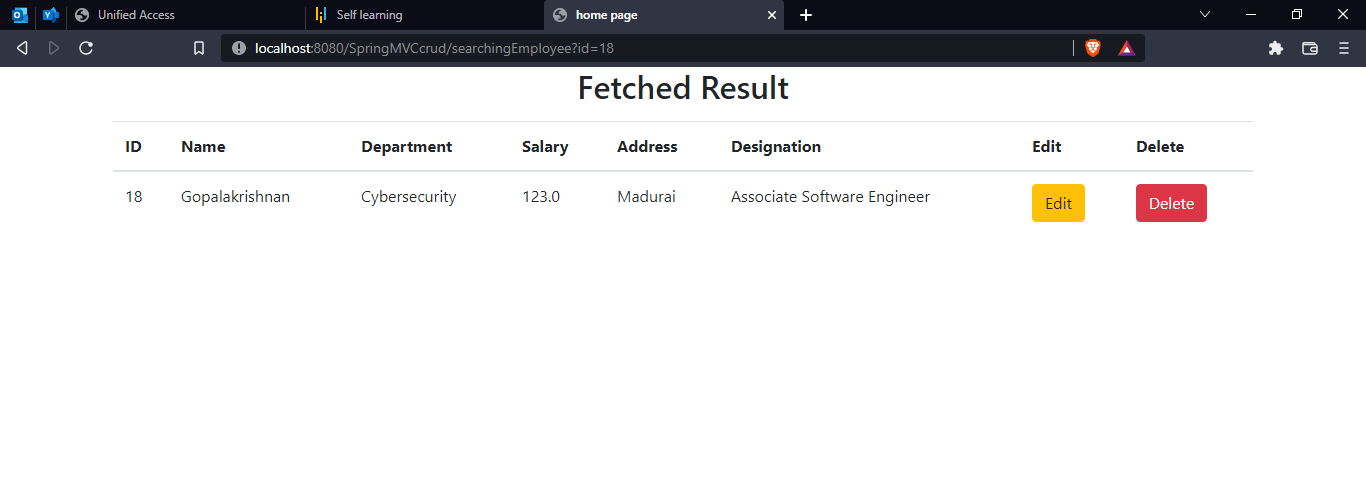 Unified Access Self learning home page
localhost:8080/SpringMVCcrud/searchingEmployee?id=18
Fetched Result
ID Name Department Salary Address Designation Edit Delete
18 Gopalakrishnan Cybersecurity 123.0 Madurai Associate Software Engineer Edit Delete